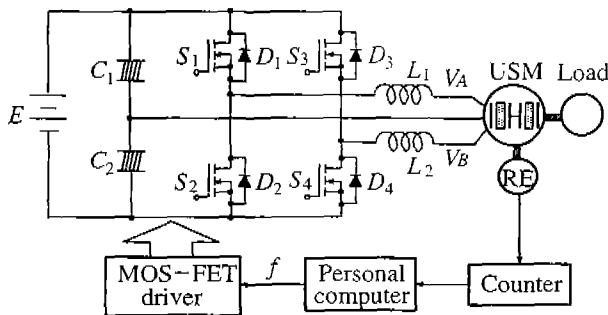 S1
D1
S3
D3
C1
L1
VA
USM
Load
E
C2
L2
VB
S2
D2
S4
D4
RE
MOS-FET
driver
f
Personal
computer
Counter